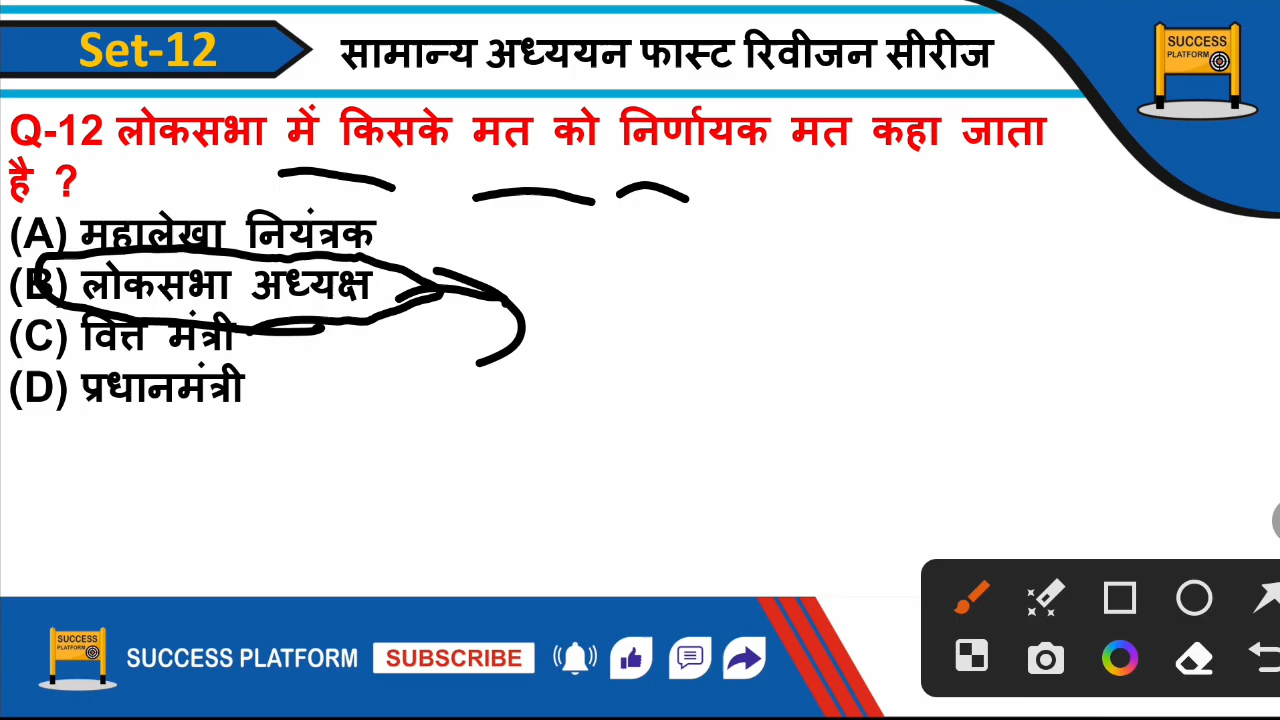 Set-12
सामान्य अध्ययन फास्ट रिवीजन सीरीज
SUCCESS
PLATFORM
Q-12 लोकसभा में किसके मत को निर्णायक मत कहा जाता
है ?
(A) महालेखा नियंत्रक
(B) लोकसभा अध्यक्ष
(C) वित्त मंत्री
(D) प्रधानमंत्री
SUCCESS
PLATFORM
SUCCESS PLATFORM
SUBSCRIBE